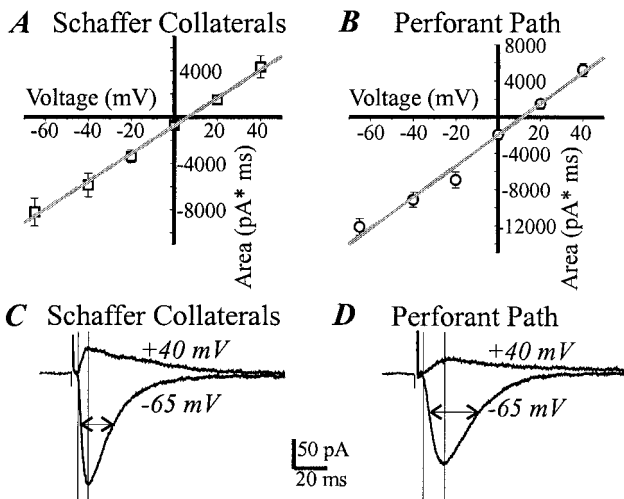 A Schaffer Collaterals
4000
Voltage (mV)
-60 -40 -20 0 20 40
-4000
-8000
Area (pA* ms)
B Perforant Path
8000
4000
Voltage (mV)
-60 -40 -20 0 20 40
-4000
-8000
-12000
Area (pA* ms)
C Schaffer Collaterals
+40 mV
-65 mV
50 pA
20 ms
D Perforant Path
+40 mV
-65 mV